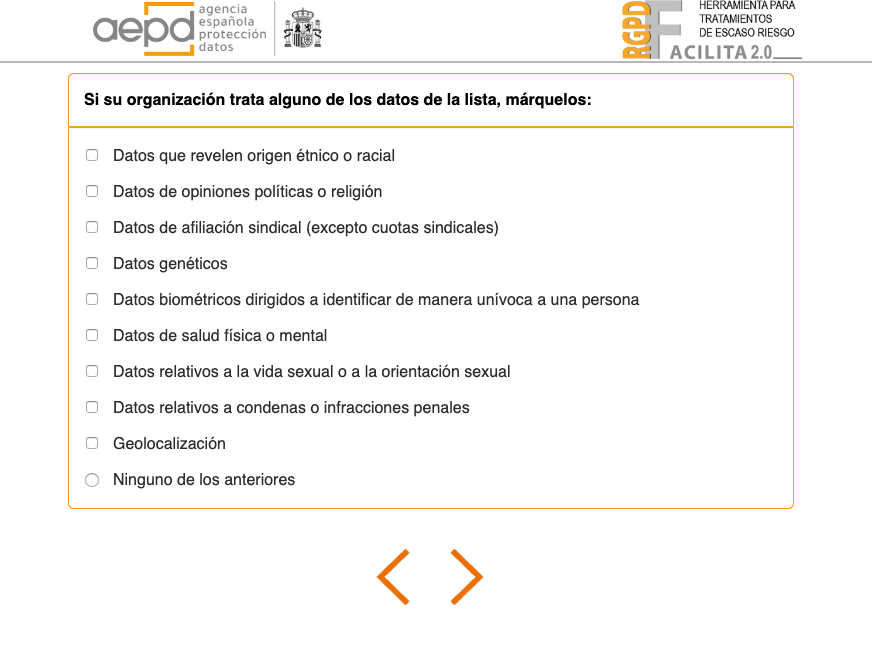 aepd
agencia
española
protección
datos
RGPD
HERRAMIENTA PARA
TRATAMIENTOS
DE ESCASO RIESGO
FACILITA 2.0
Si su organización trata alguno de los datos de la lista, márquelos:
Datos que revelen origen étnico o racial
Datos de opiniones políticas o religión
Datos de afiliación sindical (excepto cuotas sindicales)
Datos genéticos
Datos biométricos dirigidos a identificar de manera unívoca a una persona
Datos de salud física o mental
Datos relativos a la vida sexual o a la orientación sexual
Datos relativos a condenas o infracciones penales
Geolocalización
Ninguno de los anteriores